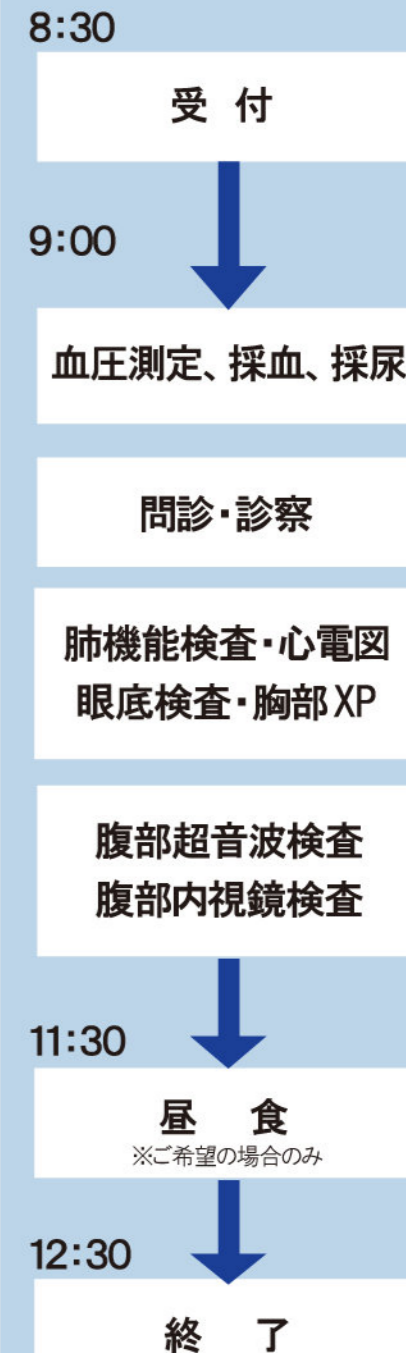 8:30
受 付
9:00
血圧測定、採血、採尿
問診・診察
肺機能検査・心電図
眼底検査・胸部XP
腹部超音波検査
腹部内視鏡検査
11:30
昼 食
※ご希望の場合のみ
12:30
終 了